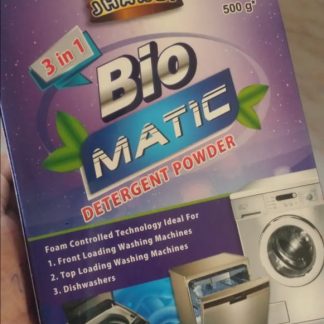 500 g
3 in 1
Bio
MATIC
DETERGENT POWDER
Foam Controlled Technology Ideal For
1. Front Loading Washing Machines
2. Top Loading Washing Machines
3. Dishwashers